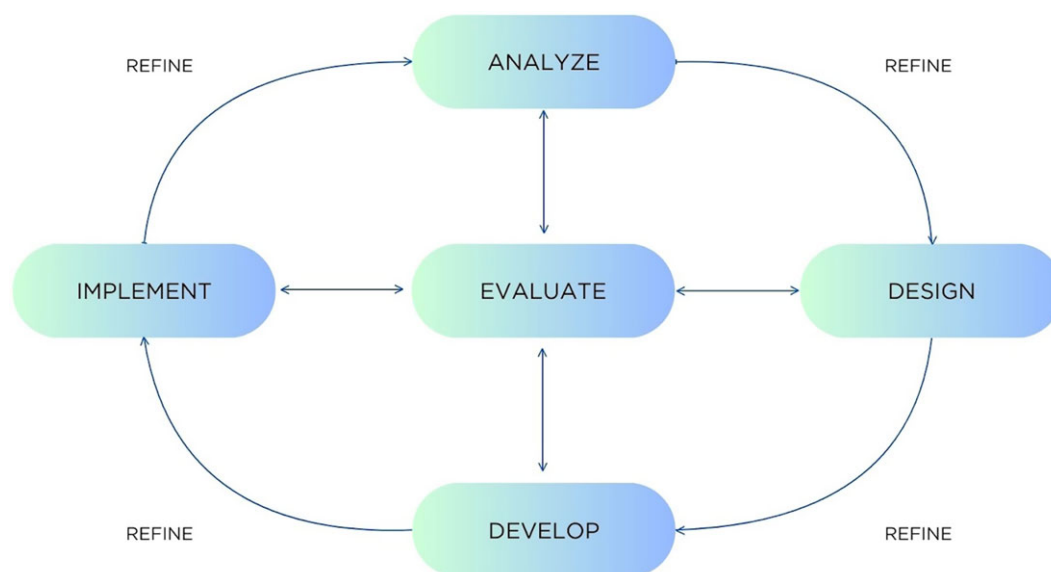 ANALYZE
REFINE
REFINE
IMPLEMENT
EVALUATE
DESIGN
DEVELOP
REFINE
REFINE